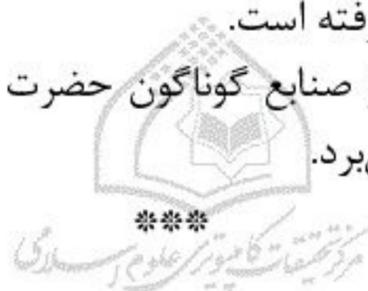 فته است.
صنایع گوناگون حضرت
برد.
***
مرکز تحقیقات کامپیوتری علوم اسلامی